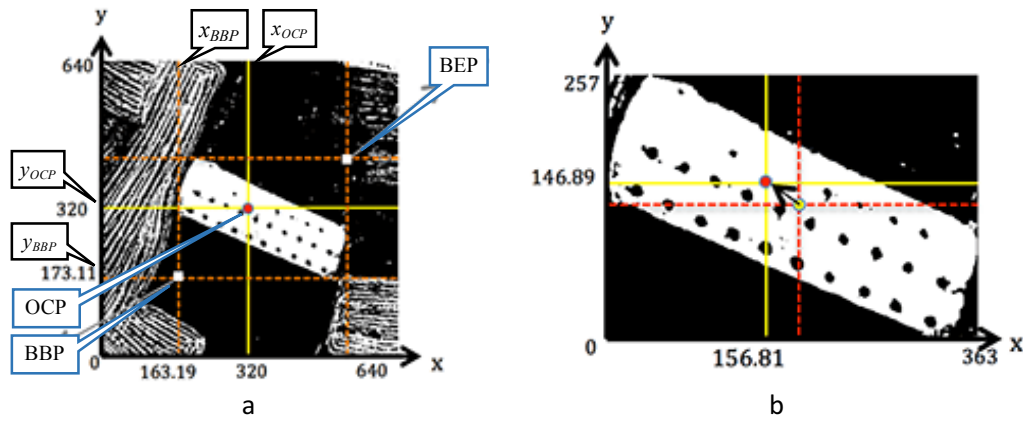 y
640
x_BBP
x_OCP
BEP
y_OCP
320
y_BBP
173.11
OCP
BBP
0
163.19
320
640
x
a
y
257
146.89
0
156.81
363
x
b